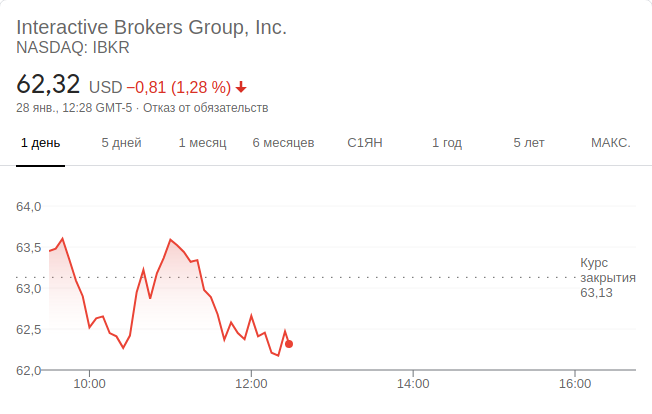 Interactive Brokers Group, Inc.
NASDAQ: IBKR
62,32 USD −0,81 (1,28 %)
28 янв., 12:28 GMT-5 · Отказ от обязательств
1 день 5 дней 1 месяц 6 месяцев С1ЯН 1 год 5 лет МАКС.
64,0
63,5
Курс
закрытия
63,13
63,0
62,5
62,0
10:00 12:00 14:00 16:00